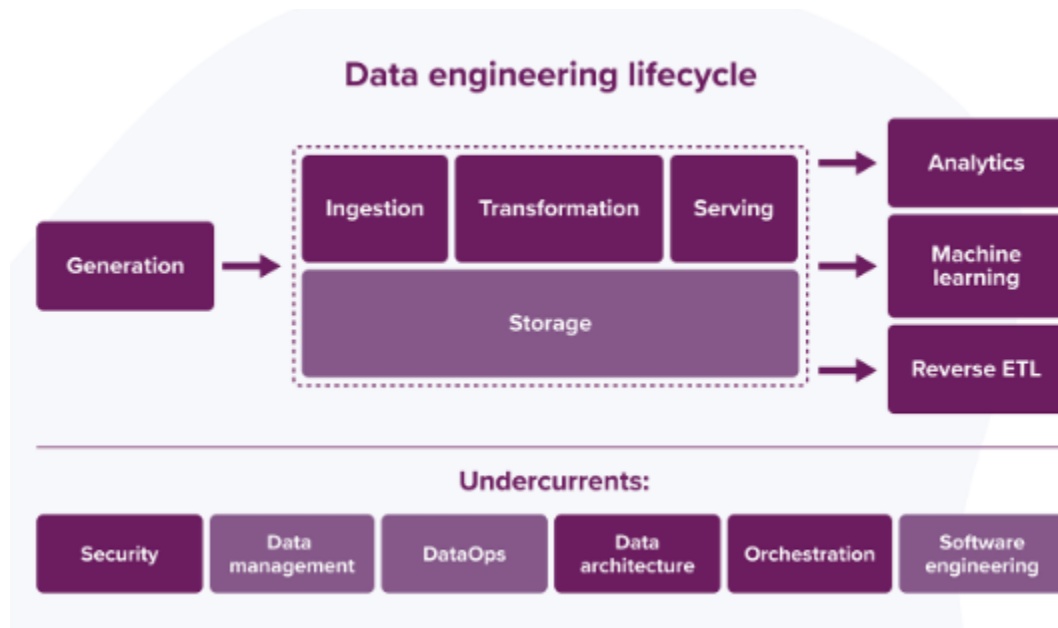 Data engineering lifecycle
Generation
Ingestion
Transformation
Serving
Storage
Analytics
Machine
learning
Reverse ETL
Undercurrents:
Security
Data
management
DataOps
Data
architecture
Orchestration
Software
engineering